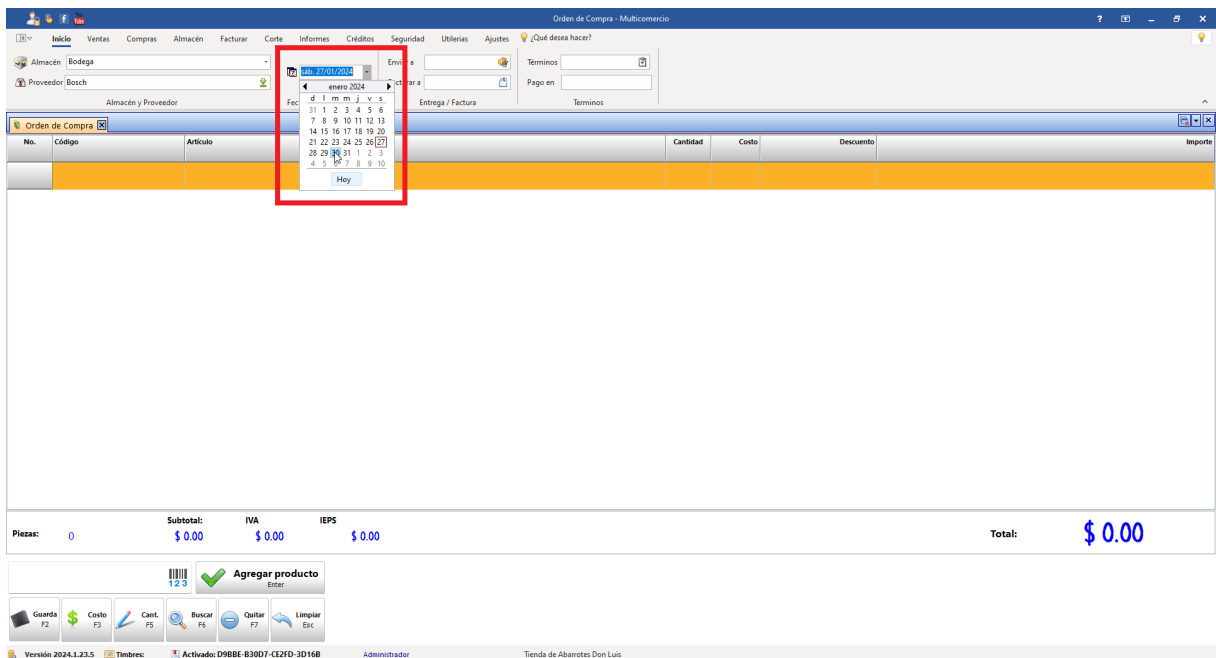 Orden de Compra - Multicomercio
Inicio Ventas Compras Almacén Facturar Corte Informes Créditos Seguridad Utilerias Ajustes ¿Qué desea hacer?
Almacén Bodega
Proveedor Bosch
Almacén y Proveedor
sáb. 27/01/2024
Fec
enero 2024
d l m m j v s
31 1 2 3 4 5 6
7 8 9 10 11 12 13
14 15 16 17 18 19 20
21 22 23 24 25 26 27
28 29 30 31 1 2 3
4 5 6 7 8 9 10
Hoy
Enviar a
Facturar a
Entrega / Factura
Términos
Pago en
Terminos
Orden de Compra
No. Código Artículo Cantidad Costo Descuento Importe
Piezas: 0
Subtotal: IVA IEPS
$ 0.00 $ 0.00 $ 0.00
Total: $ 0.00
123
Agregar producto
Enter
Guarda F2
Costo F3
Cant. F5
Buscar F6
Quitar F7
Limpiar Esc
Versión 2024.1.23.5 Timbres: Activado: D9BBE-B30D7-CE2FD-3D16B Administrador Tienda de Abarrotes Don Luis